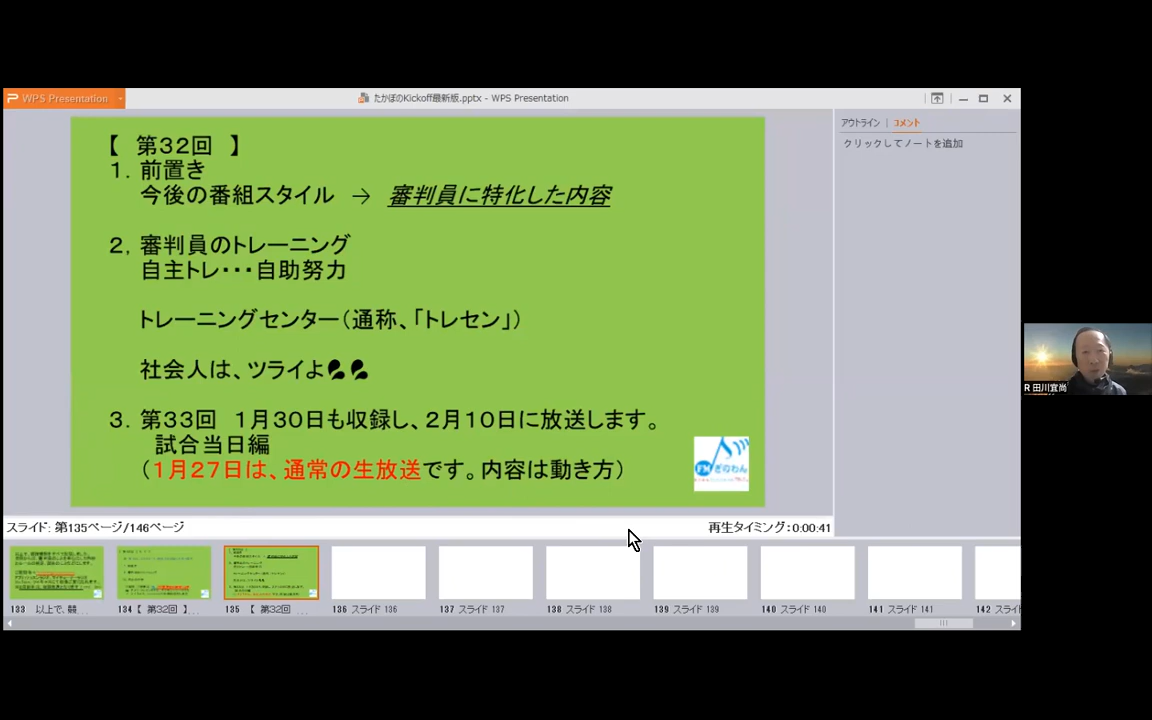 WPS Presentation
たかぽのKickoff最新版.pptx - WPS Presentation
【 第32回 】
1. 前置き
今後の番組スタイル → 審判員に特化した内容
2, 審判員のトレーニング
自主トレ・・・自助努力
トレーニングセンター(通称、「トレセン」)
社会人は、ツライよ
3. 第33回 1月30日も収録し、2月10日に放送します。
試合当日編
(1月27日は、通常の生放送です。内容は動き方)
FMぎのわん
アウトライン | コメント
クリックしてノートを追加
R 田川宜尚
スライド: 第135ページ/146ページ
再生タイミング:0:00:41
133 以上で、競...
134【 第32回 】...
135 【 第32回 ...
136 スライド 136
137 スライド 137
138 スライド 138
139 スライド 139
140 スライド 140
141 スライド 141
142 スライ